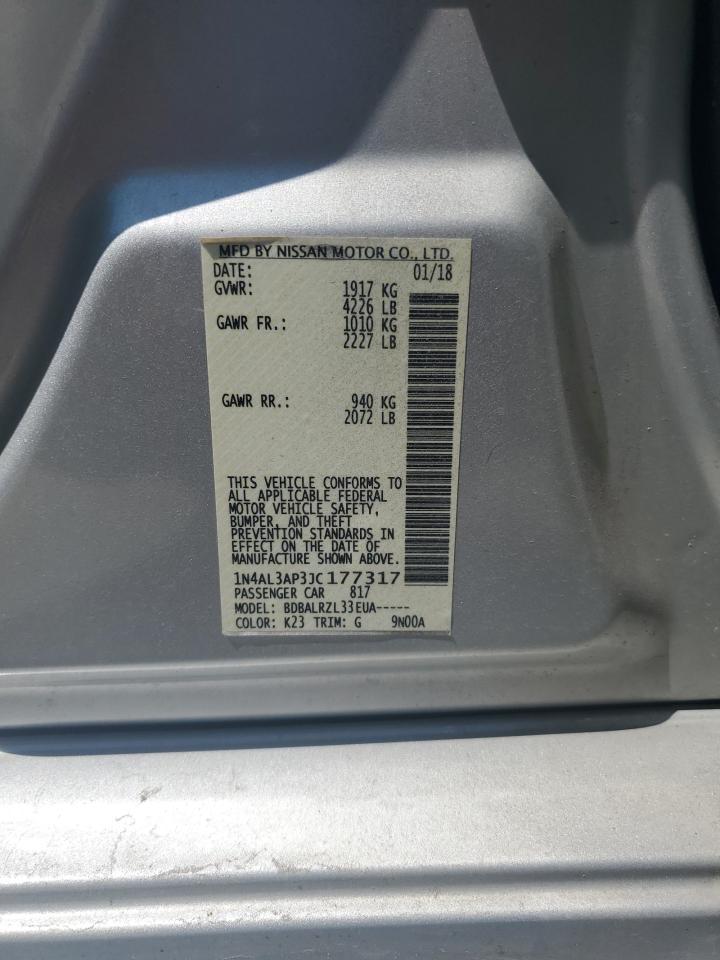 MFD BY NISSAN MOTOR CO., LTD.
DATE: 01/18
GVWR: 1917 KG
4226 LB
GAWR FR.: 1010 KG
2227 LB
GAWR RR.: 940 KG
2072 LB
THIS VEHICLE CONFORMS TO
ALL APPLICABLE FEDERAL
MOTOR VEHICLE SAFETY,
BUMPER, AND THEFT
PREVENTION STANDARDS IN
EFFECT ON THE DATE OF
MANUFACTURE SHOWN ABOVE.
1N4AL3AP3JC177317
PASSENGER CAR 817
MODEL: BDBALRZL33EUA-----
COLOR: K23 TRIM: G 9N00A